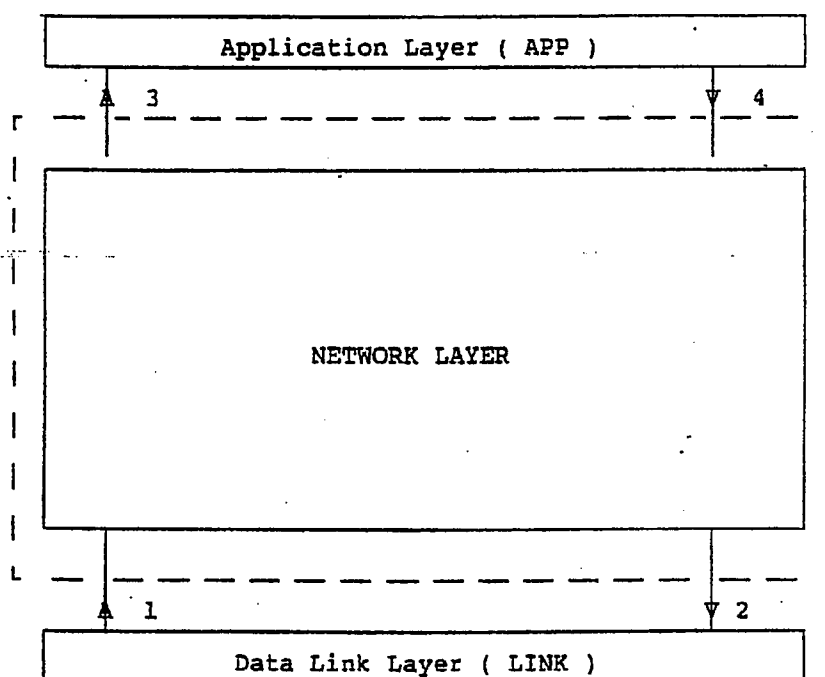 Application Layer ( APP )
3 4
NETWORK LAYER
1 2
Data Link Layer ( LINK )